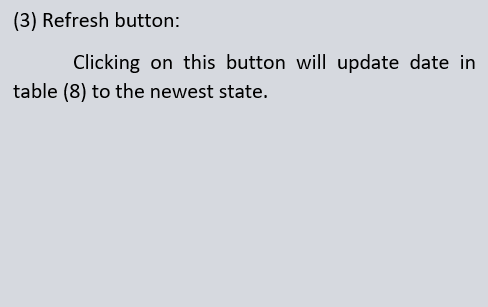 (3) Refresh button:
Clicking on this button will update date in
table (8) to the newest state.